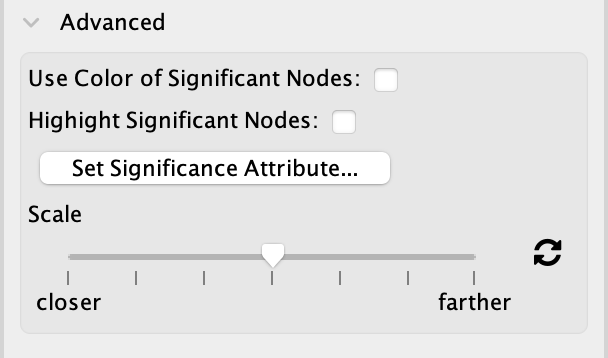 Advanced
Use Color of Significant Nodes:
Highight Significant Nodes:
Set Significance Attribute...
Scale
closer farther